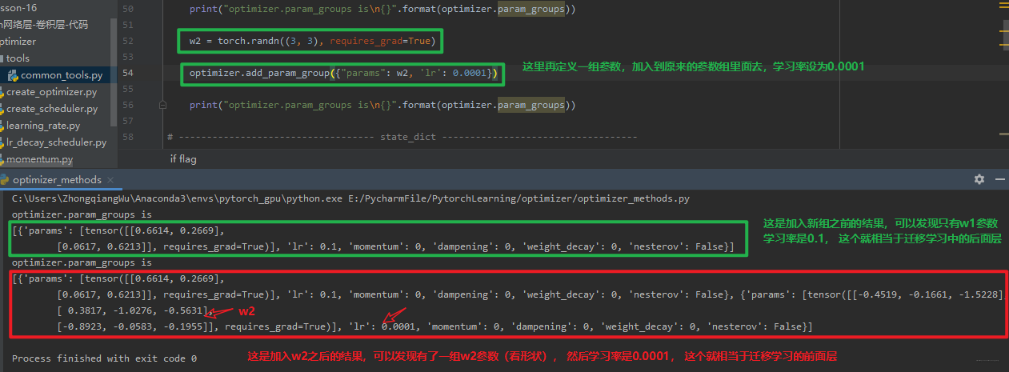 sson-16
n网络层-卷积层-代码
ptimizer
tools
common_tools.py
create_optimizer.py
create_scheduler.py
learning_rate.py
lr_decay_scheduler.py
momentum.py
50 print("optimizer.param_groups is\n{}".format(optimizer.param_groups))
51
52 w2 = torch.randn((3, 3), requires_grad=True)
53
54 optimizer.add_param_group({"params": w2, 'lr': 0.0001})
这里再定义一组参数，加入到原来的参数组里面去，学习率设为0.0001
55
56 print("optimizer.param_groups is\n{}".format(optimizer.param_groups))
57
58 # ----------------------------------- state_dict -----------------------------------
if flag
optimizer_methods ×
C:\Users\ZhongqiangWu\Anaconda3\envs\pytorch_gpu\python.exe E:/PycharmFile/PytorchLearning/optimizer/optimizer_methods.py
optimizer.param_groups is
[{'params': [tensor([[0.6614, 0.2669],
[0.0617, 0.6213]], requires_grad=True)], 'lr': 0.1, 'momentum': 0, 'dampening': 0, 'weight_decay': 0, 'nesterov': False}]
这是加入新组之前的结果，可以发现只有w1参数
学习率是0.1， 这个就相当于迁移学习中的后面层
optimizer.param_groups is
[{'params': [tensor([[0.6614, 0.2669],
[0.0617, 0.6213]], requires_grad=True)], 'lr': 0.1, 'momentum': 0, 'dampening': 0, 'weight_decay': 0, 'nesterov': False}, {'params': [tensor([[-0.4519, -0.1661, -1.5228],
[ 0.3817, -1.0276, -0.5631],
w2
[-0.8923, -0.0583, -0.1955]], requires_grad=True)], 'lr': 0.0001, 'momentum': 0, 'dampening': 0, 'weight_decay': 0, 'nesterov': False}]
Process finished with exit code 0
这是加入w2之后的结果，可以发现有了一组w2参数（看形状），然后学习率是0.0001， 这个就相当于迁移学习的前面层